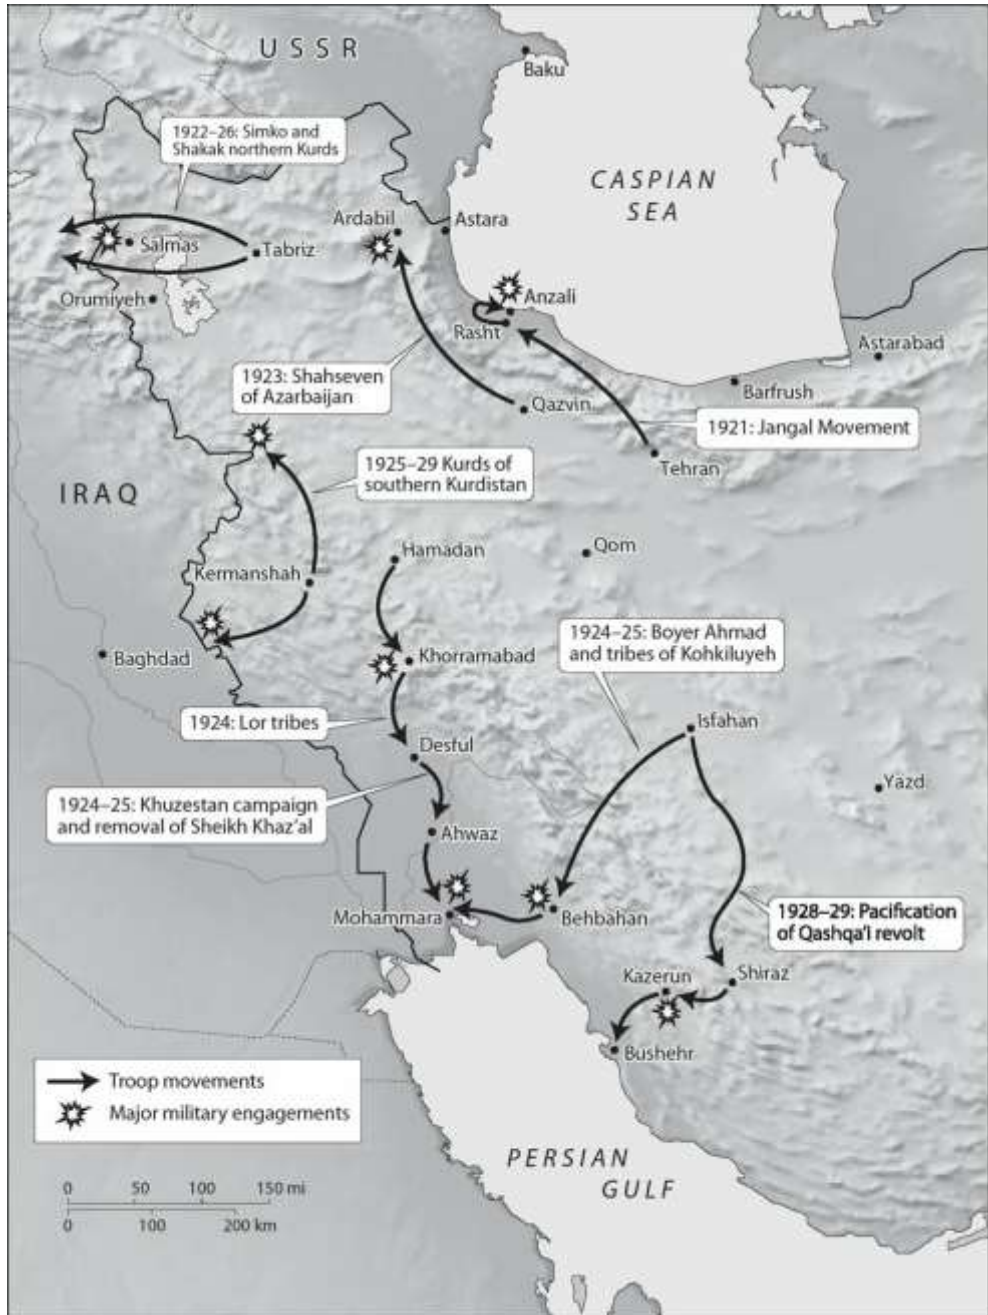 USSR
Baku
1922–26: Simko and
Shakak northern Kurds
CASPIAN
SEA
Ardabil
Astara
Salmas
Tabriz
Orumiyeh
Anzali
Rasht
Astarabad
1923: Shahseven
of Azarbaijan
Barfrush
Qazvin
1921: Jangal Movement
Tehran
1925–29 Kurds of
southern Kurdistan
IRAQ
Hamadan
Qom
Kermanshah
1924–25: Boyer Ahmad
and tribes of Kohkiluyeh
Baghdad
Khorramabad
1924: Lor tribes
Isfahan
Desful
Yazd
1924–25: Khuzestan campaign
and removal of Sheikh Khaz'al
Ahwaz
Mohammara
Behbahan
1928–29: Pacification
of Qashqa'I revolt
Kazerun
Shiraz
Bushehr
Troop movements
Major military engagements
PERSIAN
GULF
0 50 100 150 mi
0 100 200 km